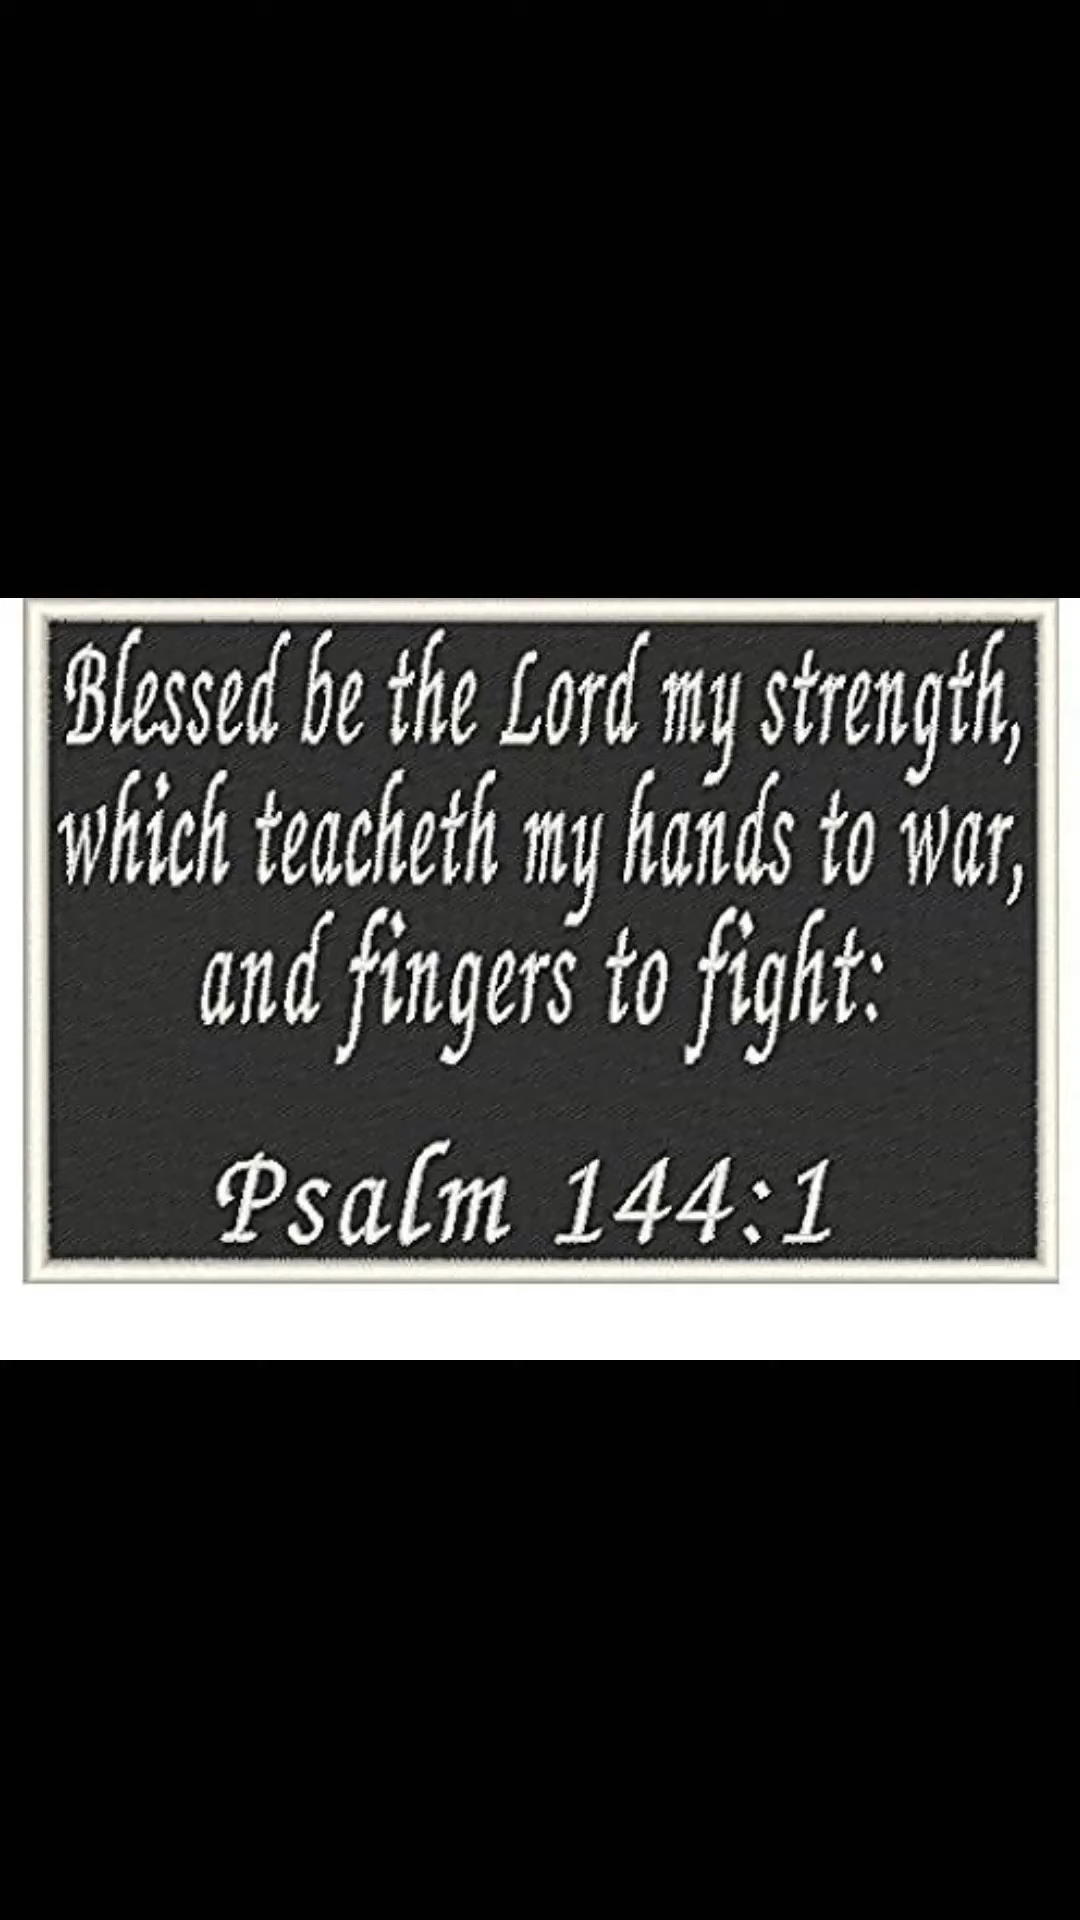 Blessed be the Lord my strength,
which teacheth my hands to war,
and fingers to fight:
Psalm 144:1